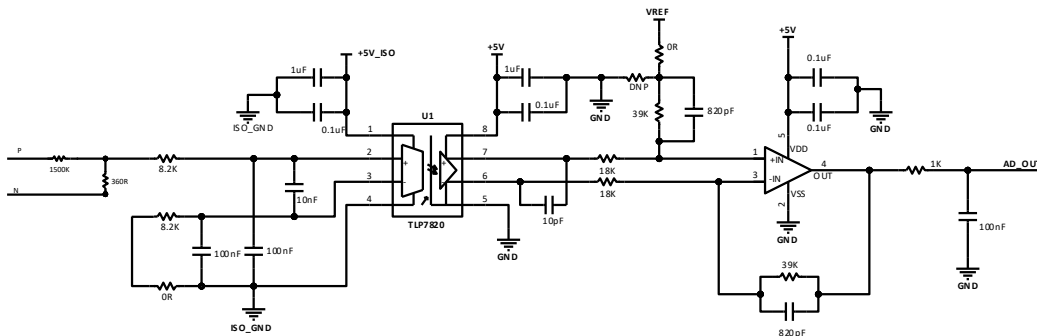 VREF
+5V_ISO
+5V
+5V
1uF
0.1uF
ISO_GND
1uF
0.1uF
GND
0R
DNP
39K
820pF
0.1uF
0.1uF
GND
U1
1
8
2
7
3
6
4
5
TLP7820
P
1500K
N
360R
8.2K
10nF
8.2K
100nF
100nF
0R
ISO_GND
GND
18K
18K
10pF
1
+IN
3
-IN
5
VDD
4
OUT
VSS
2
GND
1K
AD_OUT
100nF
GND
39K
820pF